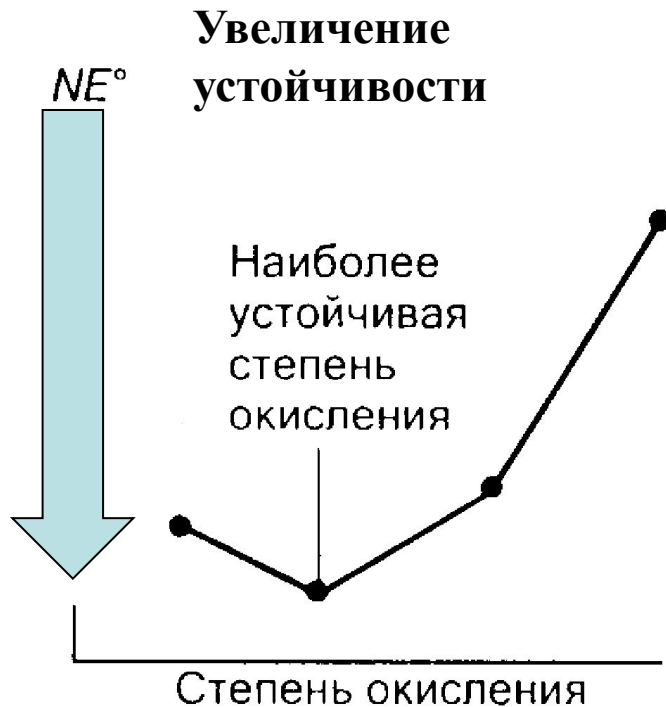 Увеличение
NE° устойчивости
Наиболее
устойчивая
степень
окисления
Степень окисления